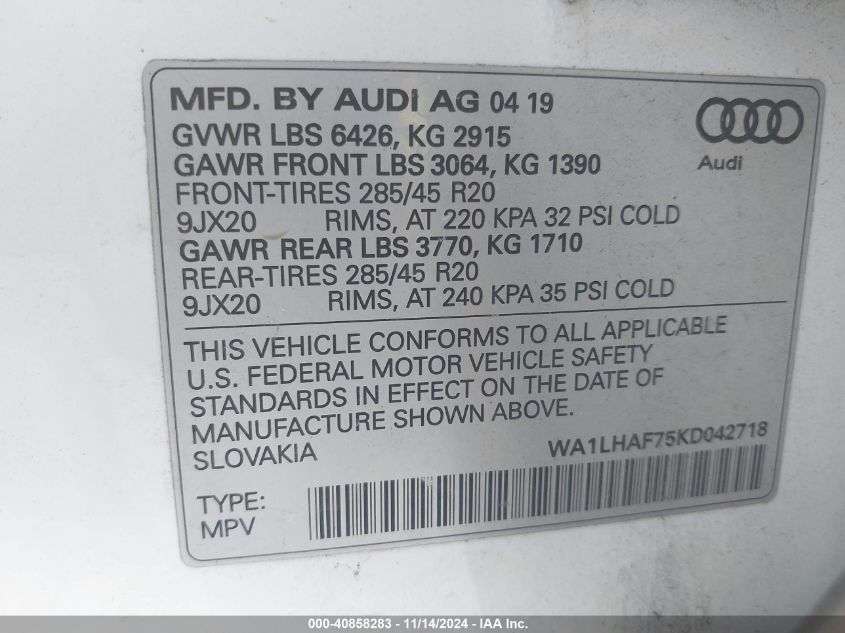 MFD. BY AUDI AG 04 19
GVWR LBS 6426, KG 2915
GAWR FRONT LBS 3064, KG 1390
FRONT-TIRES 285/45 R20
9JX20 RIMS, AT 220 KPA 32 PSI COLD
GAWR REAR LBS 3770, KG 1710
REAR-TIRES 285/45 R20
9JX20 RIMS, AT 240 KPA 35 PSI COLD
Audi
THIS VEHICLE CONFORMS TO ALL APPLICABLE
U.S. FEDERAL MOTOR VEHICLE SAFETY
STANDARDS IN EFFECT ON THE DATE OF
MANUFACTURE SHOWN ABOVE.
SLOVAKIA
WA1LHAF75KD042718
TYPE:
MPV
000-40858283 - 11/14/2024 - IAA Inc.